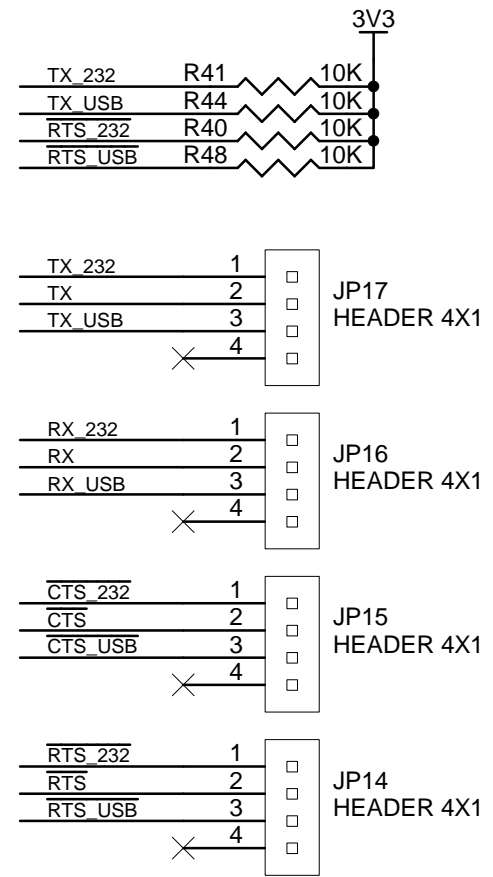 3V3
TX_232 R41 10K
TX_USB R44 10K
RTS_232 R40 10K
RTS_USB R48 10K
TX_232 1
TX 2
TX_USB 3
4
JP17
HEADER 4X1
RX_232 1
RX 2
RX_USB 3
4
JP16
HEADER 4X1
CTS_232 1
CTS 2
CTS_USB 3
4
JP15
HEADER 4X1
RTS_232 1
RTS 2
RTS_USB 3
4
JP14
HEADER 4X1